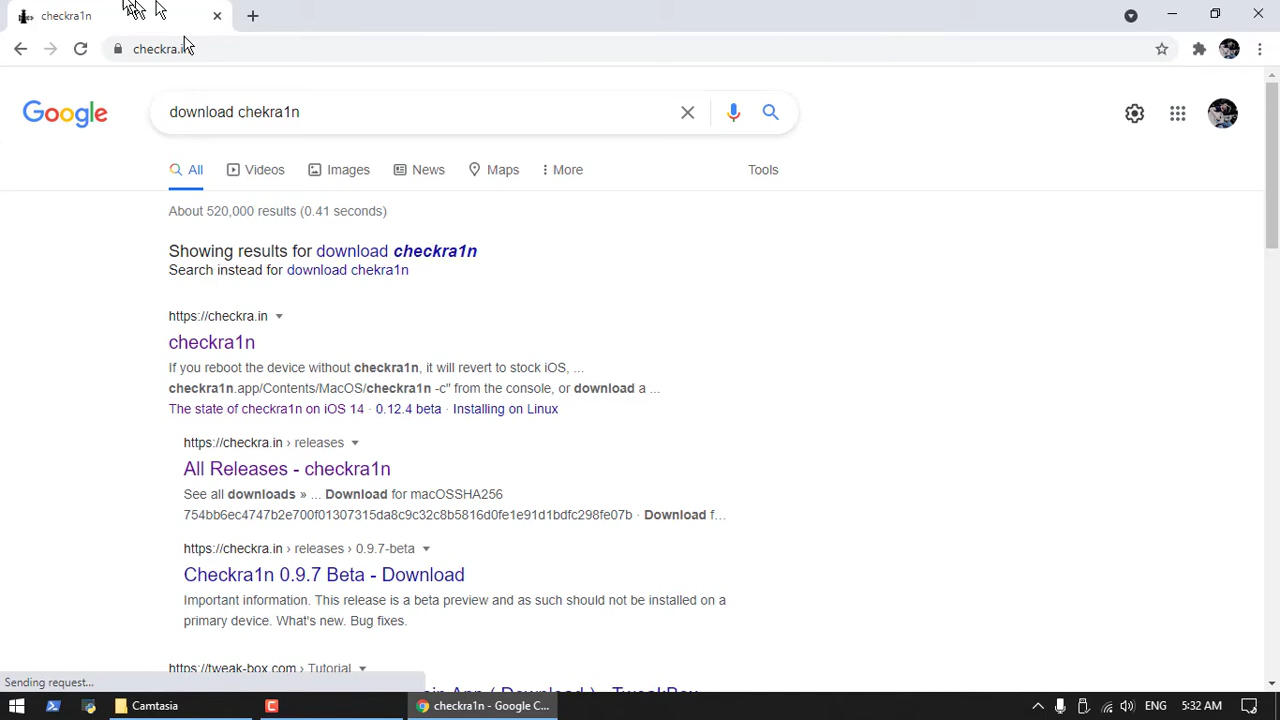 checkra1n
checkra.in
Google
download chekra1n
All
Videos
Images
News
Maps
More
Tools
About 520,000 results (0.41 seconds)
Showing results for download checkra1n
Search instead for download chekra1n
https://checkra.in
checkra1n
If you reboot the device without checkra1n, it will revert to stock iOS, ...
checkra1n.app/Contents/MacOS/checkra1n -c" from the console, or download a ...
The state of checkra1n on iOS 14 · 0.12.4 beta · Installing on Linux
https://checkra.in › releases
All Releases - checkra1n
See all downloads » ... Download for macOSSHA256
754bb6ec4747b2e700f01307315da8c9c32c8b5816d0fe1e91d1bdfc298fe07b · Download f...
https://checkra.in › releases › 0.9.7-beta
Checkra1n 0.9.7 Beta - Download
Important information. This release is a beta preview and as such should not be installed on a
primary device. What's new. Bug fixes.
https://tweak-box.com › Tutorial
App ( Download ) - TweakBox
Sending request...
Camtasia
checkra1n - Google C...
ENG
5:32 AM